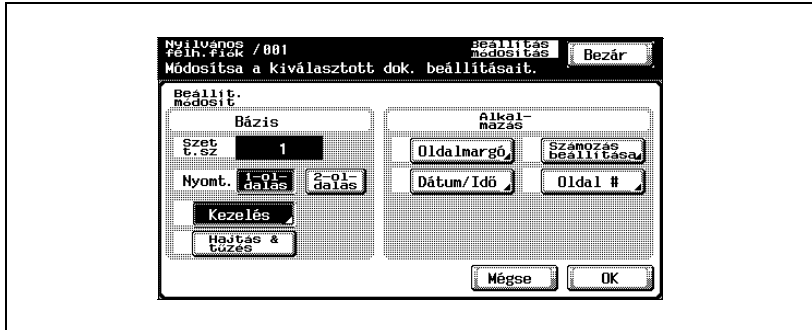 Nyilvános
felh.fiók /001
Beállítás
módosítás
Bezár
Módosítsa a kiválasztott dok. beállításait.
Beállít.
módosít
Bázis
Alkal-
mazás
Szet
t.sz 1
Oldalmargó
Számozás
beállítása
Nyomt. 1-ol-
dalas
2-ol-
dalas
Dátum/Idő
Oldal #
Kezelés
Hajtás &
tűzés
Mégse
OK